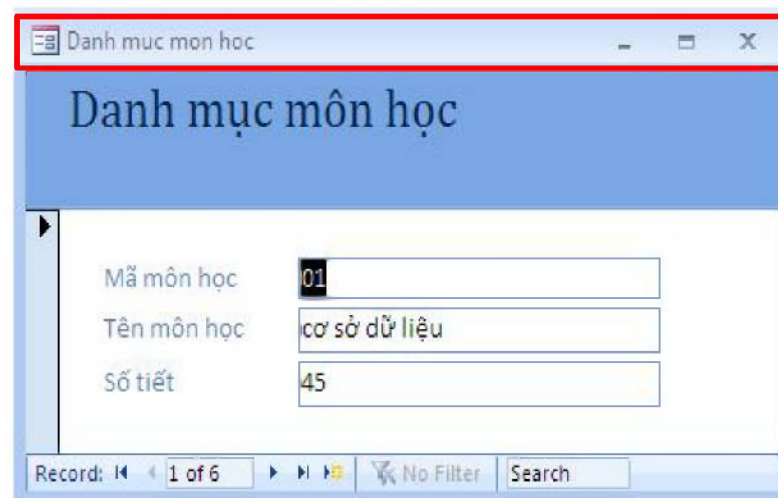 Danh muc mon hoc
Danh mục môn học
Mã môn học 01
Tên môn học cơ sở dữ liệu
Số tiết 45
Record: 1 of 6 No Filter Search